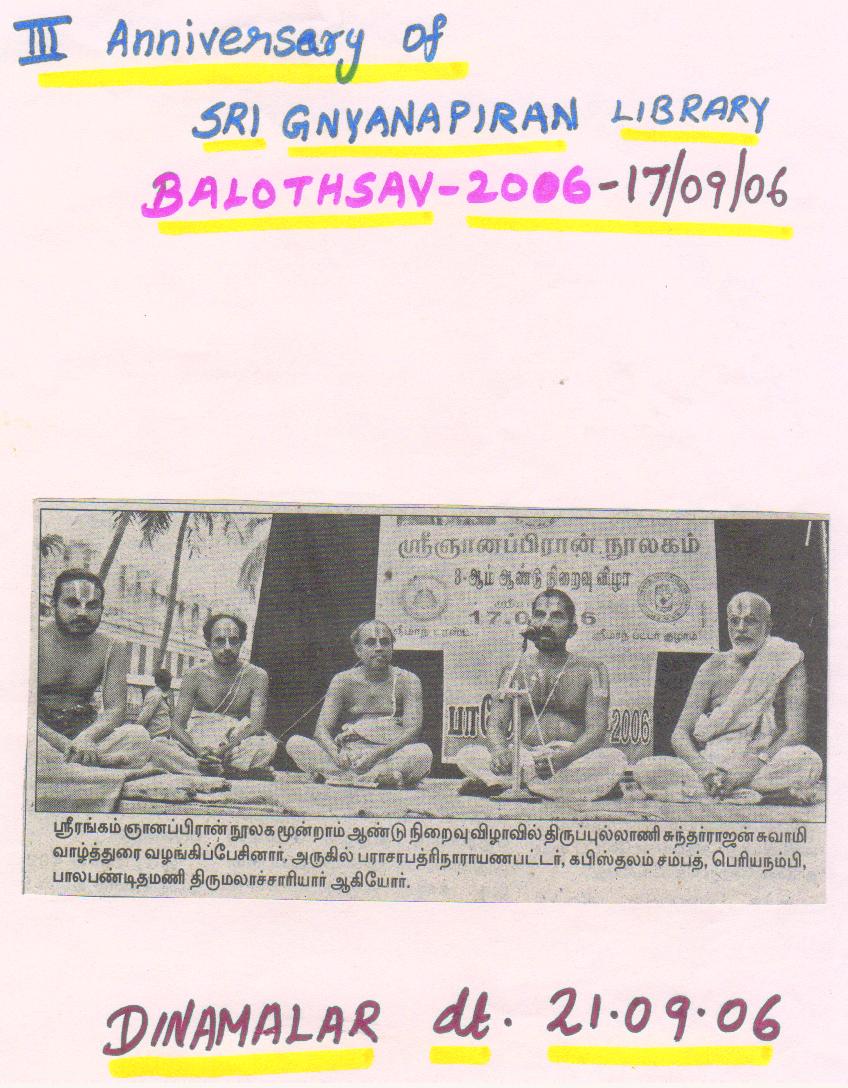 III Anniversary of
SRI GNYANAPIRAN LIBRARY
BALOTHSAV-2006-17/09/06
ஸ்ரீஞானப்பிரான் நூலகம்
3-ஆம் ஆண்டு நிறைவு விழா
17.0 6
2006
ஸ்ரீரங்கம் ஞானப்பிரான் நூலக மூன்றாம் ஆண்டு நிறைவு விழாவில் திருப்புல்லாணி சுந்தர்ராஜன் சுவாமி
வாழ்த்துரை வழங்கிப்பேசினார், அருகில் பராசரபத்ரிநாராயணபட்டர், கபிஸ்தலம் சம்பத், பெரியநம்பி,
பாலபண்டிதமணி திருமலாச்சாரியார் ஆகியோர்.
DINAMALAR dt. 21.09.06